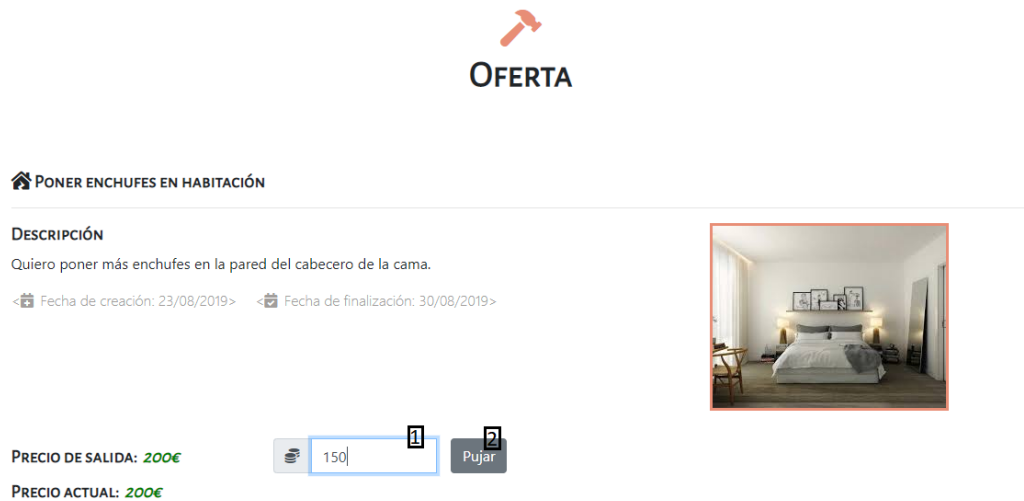 Oferta
Poner enchufes en habitación
Descripción
Quiero poner más enchufes en la pared del cabecero de la cama.
< Fecha de creación: 23/08/2019> < Fecha de finalización: 30/08/2019>
Precio de salida: 200€ 150 1 Pujar 2
Precio actual: 200€